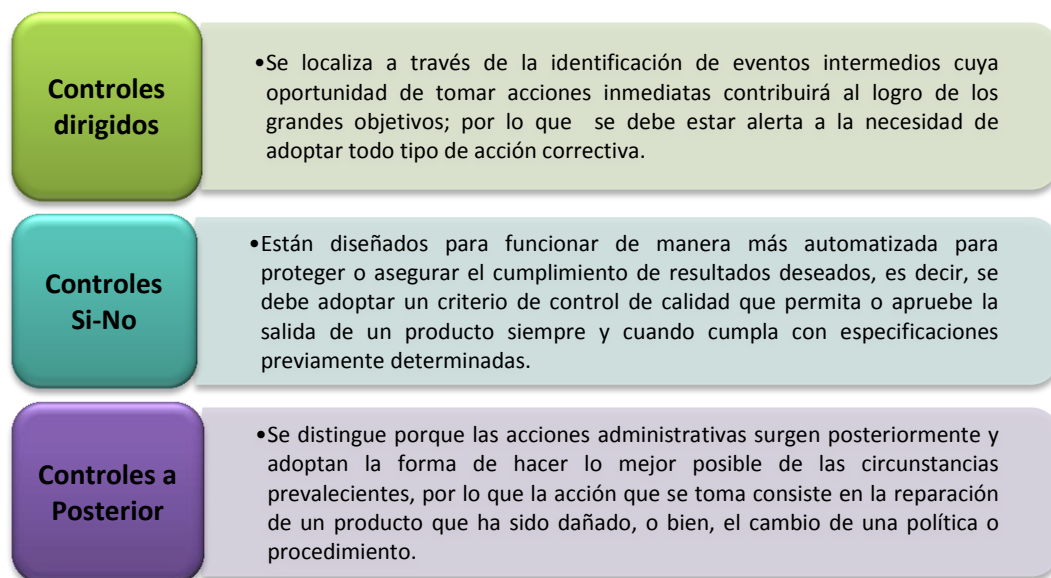 Controles
dirigidos
•Se localiza a través de la identificación de eventos intermedios cuya
oportunidad de tomar acciones inmediatas contribuirá al logro de los
grandes objetivos; por lo que se debe estar alerta a la necesidad de
adoptar todo tipo de acción correctiva.
Controles
Si-No
•Están diseñados para funcionar de manera más automatizada para
proteger o asegurar el cumplimiento de resultados deseados, es decir, se
debe adoptar un criterio de control de calidad que permita o apruebe la
salida de un producto siempre y cuando cumpla con especificaciones
previamente determinadas.
Controles a
Posterior
•Se distingue porque las acciones administrativas surgen posteriormente y
adoptan la forma de hacer lo mejor posible de las circunstancias
prevalecientes, por lo que la acción que se toma consiste en la reparación
de un producto que ha sido dañado, o bien, el cambio de una política o
procedimiento.